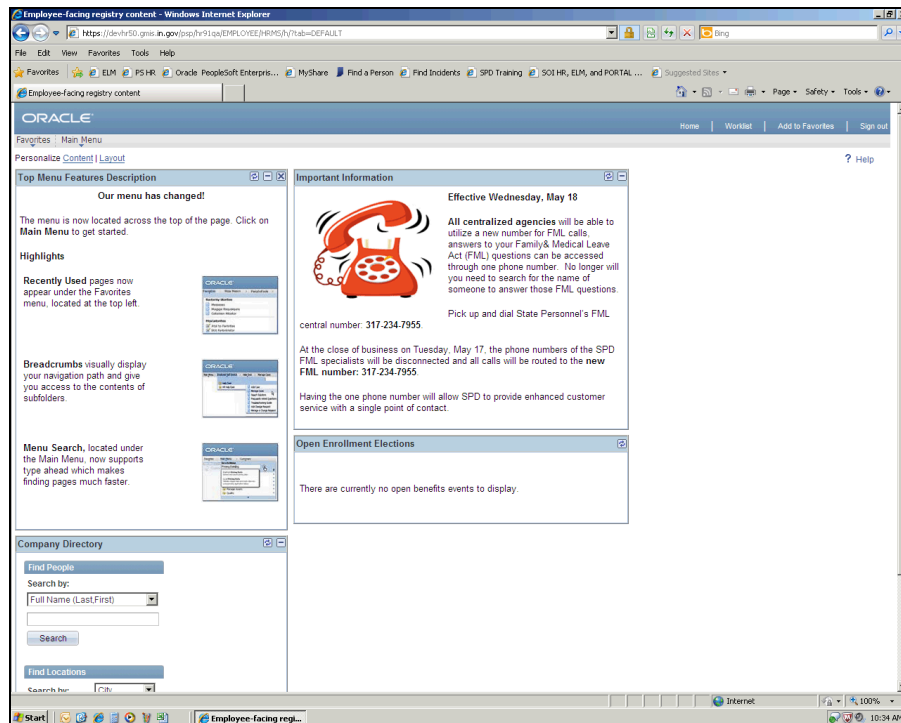 Employee-facing registry content - Windows Internet Explorer
https://devhr50.gmis.in.gov/psp/hr91qa/EMPLOYEE/HRMS/h/?tab=DEFAULT
Bing
File Edit View Favorites Tools Help
Favorites ELM PS HR Oracle PeopleSoft Enterpris... MyShare Find a Person Find Incidents SPD Training SOI HR, ELM, and PORTAL ... Suggested Sites
Employee-facing registry content
Page Safety Tools
ORACLE
Home | Worklist | Add to Favorites | Sign out
Favorites Main Menu
Personalize Content | Layout
? Help
Top Menu Features Description
Our menu has changed!
The menu is now located across the top of the page. Click on
Main Menu to get started.
Highlights
Recently Used pages now
appear under the Favorites
menu, located at the top left.
ORACLE
Breadcrumbs visually display
your navigation path and give
you access to the contents of
subfolders.
ORACLE
Menu Search, located under
the Main Menu, now supports
type ahead which makes
finding pages much faster.
ORACLE
Important Information
Effective Wednesday, May 18
All centralized agencies will be able to
utilize a new number for FML calls,
answers to your Family& Medical Leave
Act (FML) questions can be accessed
through one phone number. No longer will
you need to search for the name of
someone to answer those FML questions.
Pick up and dial State Personnel's FML
central number: 317-234-7955.
At the close of business on Tuesday, May 17, the phone numbers of the SPD
FML specialists will be disconnected and all calls will be routed to the new
FML number: 317-234-7955.
Having the one phone number will allow SPD to provide enhanced customer
service with a single point of contact.
Open Enrollment Elections
There are currently no open benefits events to display.
Company Directory
Find People
Search by:
Full Name (Last,First)
Search
Find Locations
Search by: City
Internet
100%
Start
Employee-facing regi...
10:34 AM